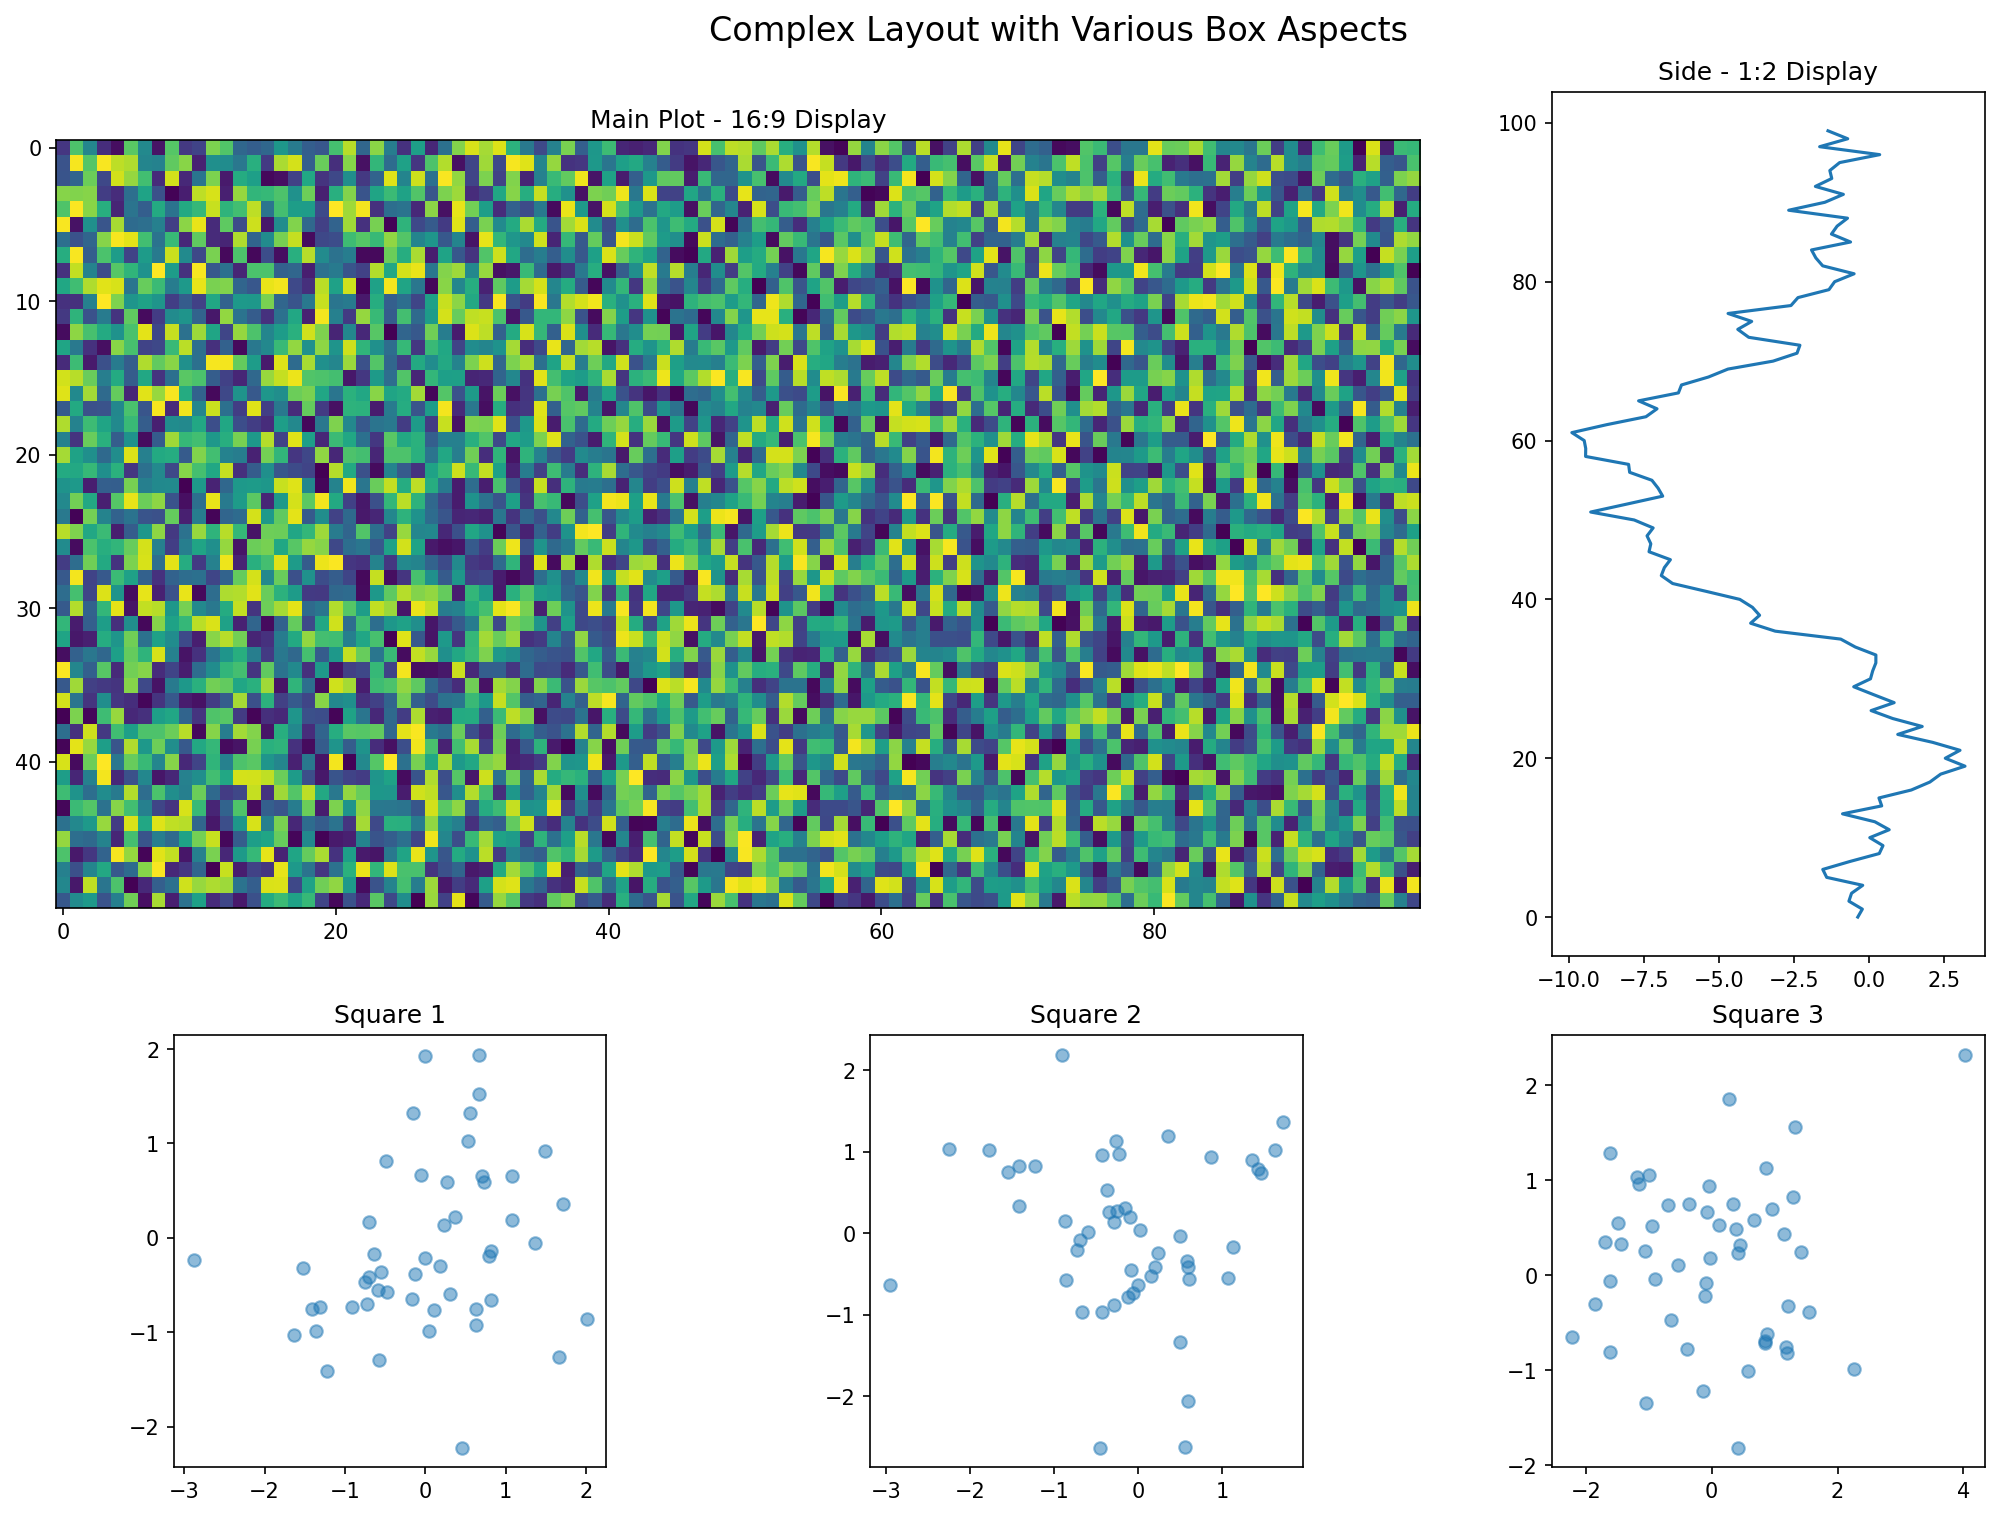 Complex Layout with Various Box Aspects
Main Plot - 16:9 Display
0
10
20
30
40
0 20 40 60 80
Side - 1:2 Display
100
80
60
40
20
0
−10.0 −7.5 −5.0 −2.5 0.0 2.5
Square 1
2
1
0
−1
−2
−3 −2 −1 0 1 2
Square 2
2
1
0
−1
−2
−3 −2 −1 0 1
Square 3
2
1
0
−1
−2
−2 0 2 4